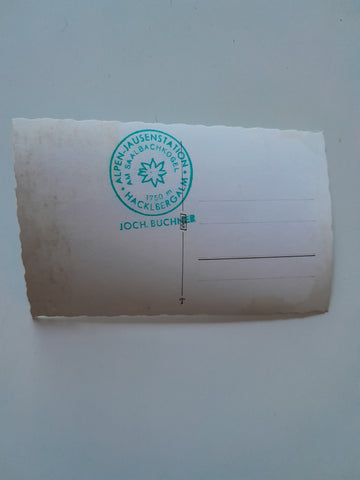 ALPEN-JAUSENSTATION
AM SAALBACHKOGEL
1750 m
• HACKLBERGALM •
JOCH. BUCHNER